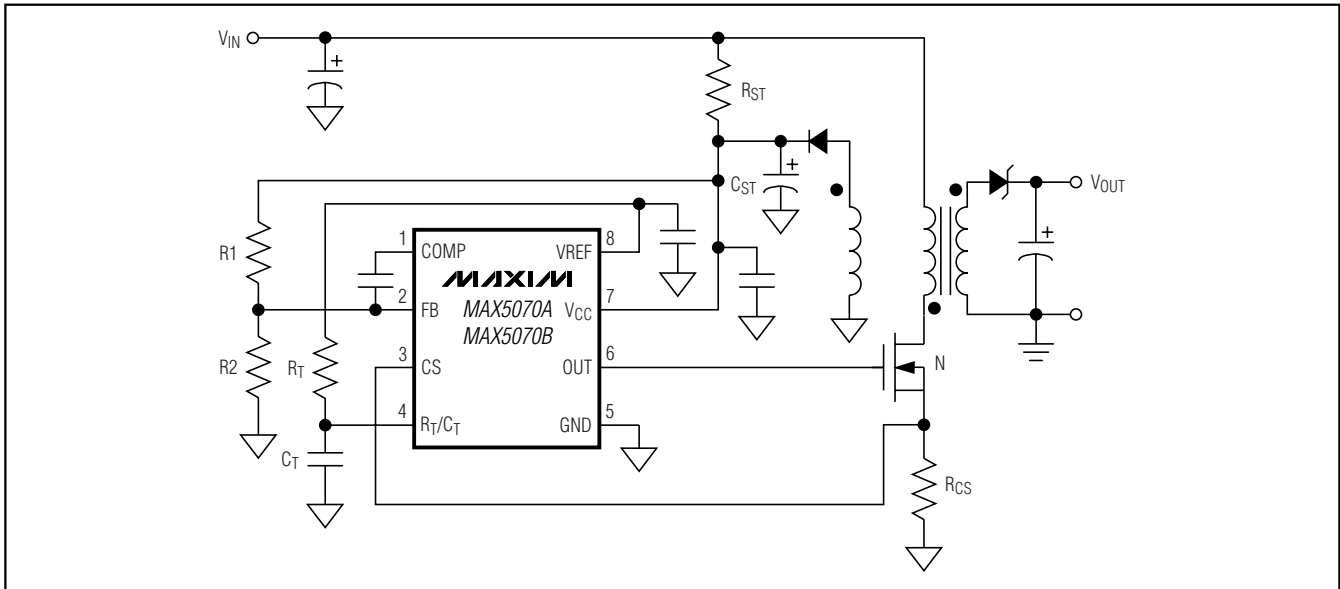 VIN
+
RST
+
CST
VOUT
+
R1
1
COMP
VREF
8
MAXIM
2
FB
MAX5070A
VCC
7
MAX5070B
R2
RT
3
CS
OUT
6
N
4
RT/CT
GND
5
CT
RCS